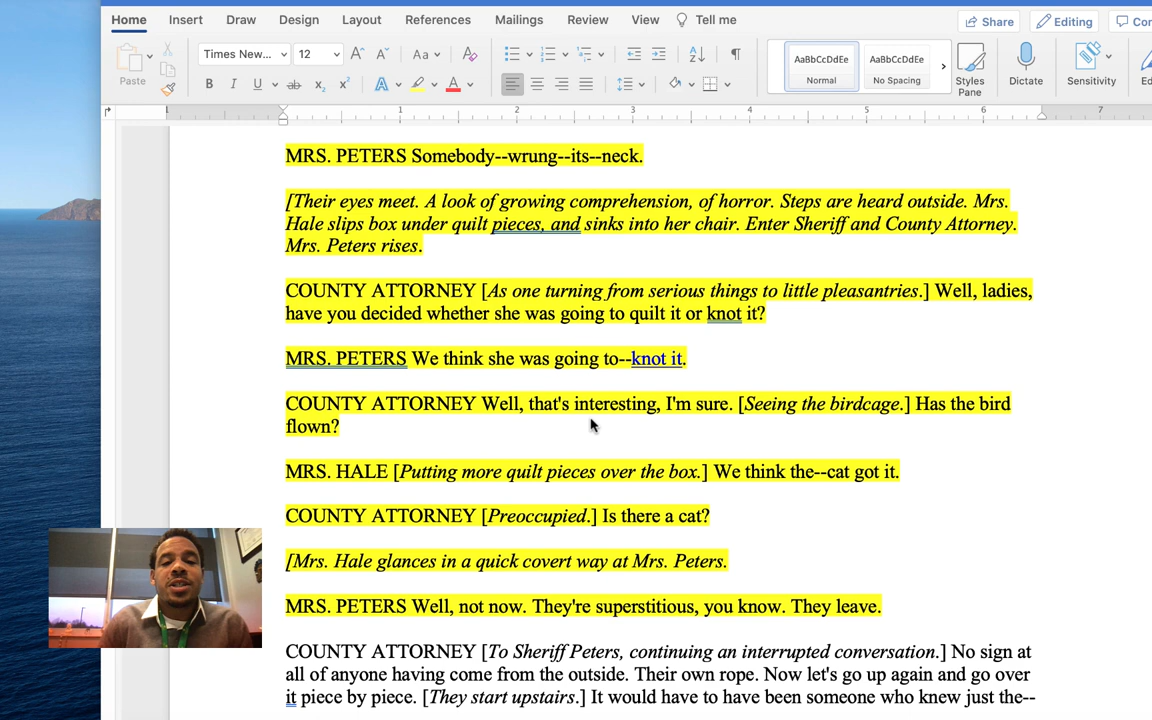 Home Insert Draw Design Layout References Mailings Review View Tell me
Share Editing
Paste Times New... 12 Aa
AaBbCcDdEe AaBbCcDdEe
Normal No Spacing Styles Pane Dictate Sensitivity
1 1 2 3 4 5 6 7
MRS. PETERS Somebody--wrung--its--neck.
[Their eyes meet. A look of growing comprehension, of horror. Steps are heard outside. Mrs.
Hale slips box under quilt pieces, and sinks into her chair. Enter Sheriff and County Attorney.
Mrs. Peters rises.
COUNTY ATTORNEY [As one turning from serious things to little pleasantries.] Well, ladies,
have you decided whether she was going to quilt it or knot it?
MRS. PETERS We think she was going to--knot it.
COUNTY ATTORNEY Well, that's interesting, I'm sure. [Seeing the birdcage.] Has the bird
flown?
MRS. HALE [Putting more quilt pieces over the box.] We think the--cat got it.
COUNTY ATTORNEY [Preoccupied.] Is there a cat?
[Mrs. Hale glances in a quick covert way at Mrs. Peters.
MRS. PETERS Well, not now. They're superstitious, you know. They leave.
COUNTY ATTORNEY [To Sheriff Peters, continuing an interrupted conversation.] No sign at
all of anyone having come from the outside. Their own rope. Now let's go up again and go over
it piece by piece. [They start upstairs.] It would have to have been someone who knew just the--